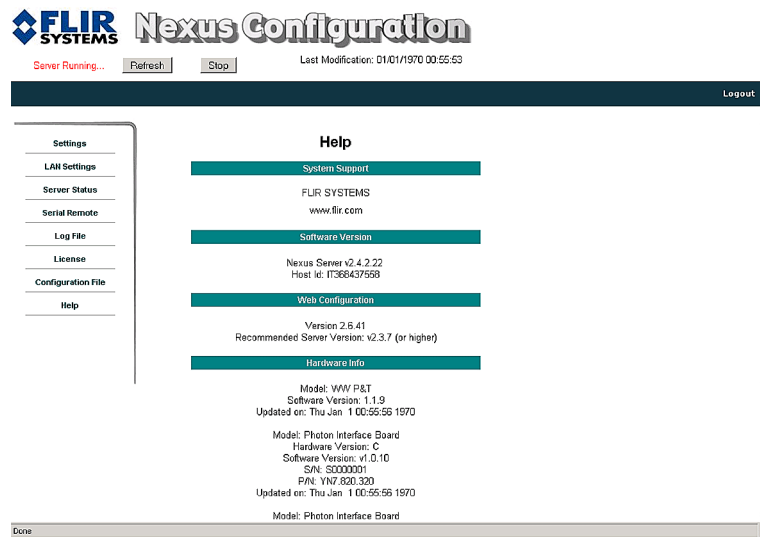 FLIR
SYSTEMS
Nexus Configuration
Server Running...
Refresh
Stop
Last Modification: 01/01/1970 00:55:53
Logout
Settings
LAN Settings
Server Status
Serial Remote
Log File
License
Configuration File
Help
Help
System Support
FLIR SYSTEMS
www.flir.com
Software Version
Nexus Server v2.4.2.22
Host Id: IT368437558
Web Configuration
Version 2.6.41
Recommended Server Version: v2.3.7 (or higher)
Hardware Info
Model: WW P&T
Software Version: 1.1.9
Updated on: Thu Jan 1 00:55:56 1970
Model: Photon Interface Board
Hardware Version: C
Software Version: v1.0.10
S/N: S0000001
P/N: YN7.820.320
Updated on: Thu Jan 1 00:55:56 1970
Model: Photon Interface Board
Done